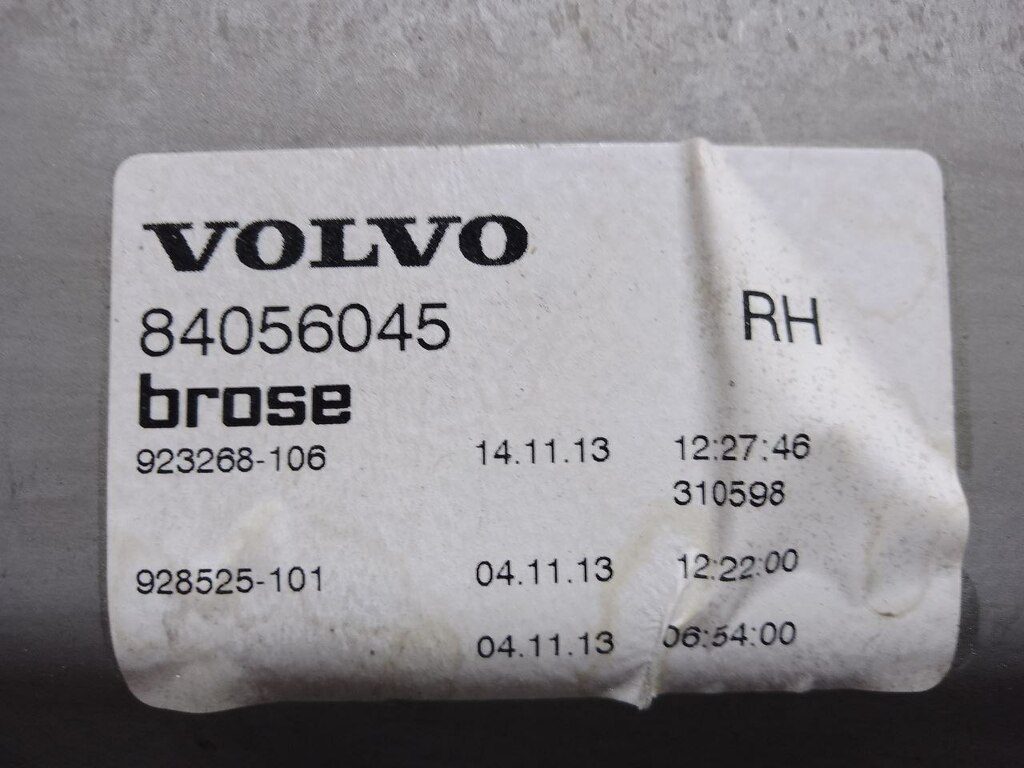 VOLVO
84056045 RH
brose
923268-106 14.11.13 12:27:46
310598
928525-101 04.11.13 12:22:00
04.11.13 06:54:00